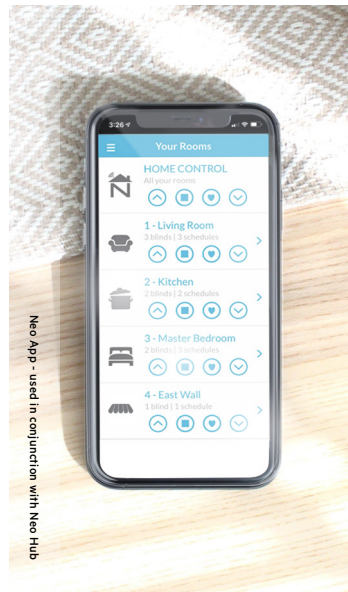 3:26
Your Rooms
HOME CONTROL
All your rooms
1 - Living Room
3 blinds | 3 schedules
2 - Kitchen
2 blinds | 2 schedules
3 - Master Bedroom
2 blinds | 3 schedules
4 - East Wall
1 blind | 1 schedule
Neo App - used in conjunction with Neo Hub